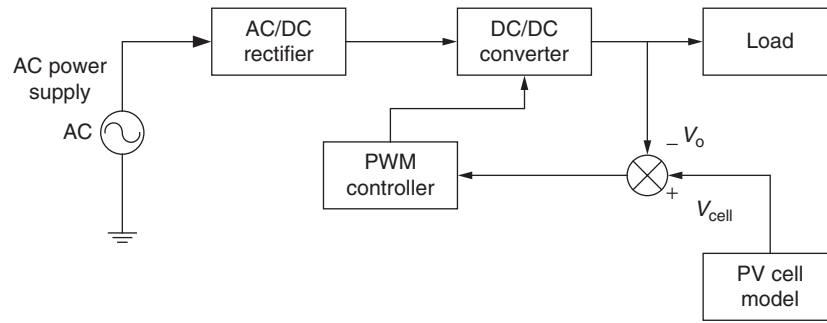 AC/DC
rectifier
DC/DC
converter
Load
AC power
supply
AC
PWM
controller
– Vo
+
Vcell
PV cell
model